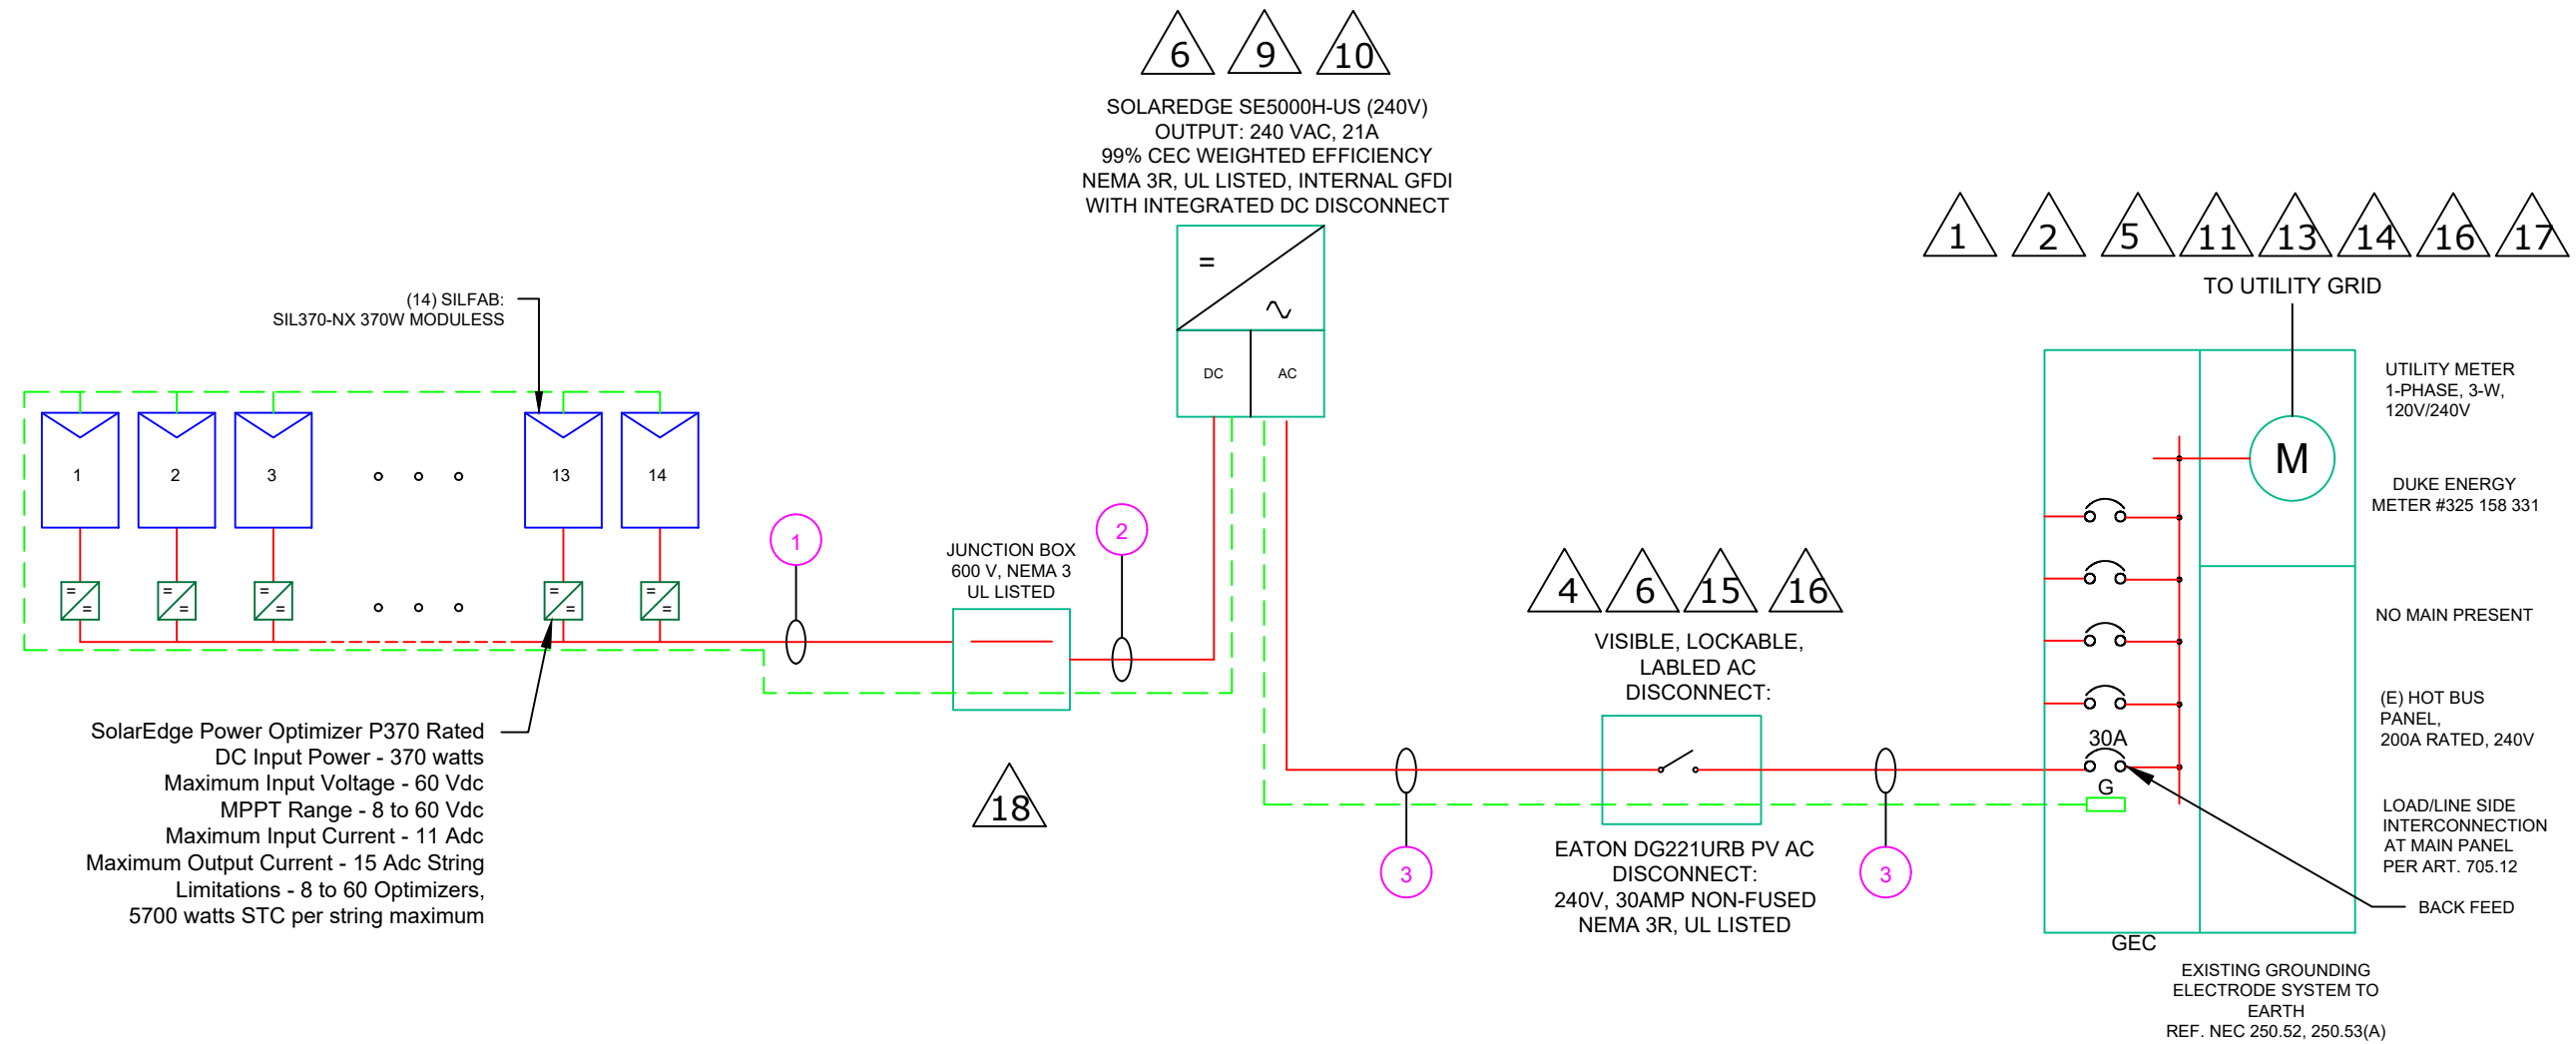 6 9 10
SOLAREDGE SE5000H-US (240V)
OUTPUT: 240 VAC, 21A
99% CEC WEIGHTED EFFICIENCY
NEMA 3R, UL LISTED, INTERNAL GFDI
WITH INTEGRATED DC DISCONNECT
=
DC AC
1 2 5 11 13 14 16 17
TO UTILITY GRID
(14) SILFAB:
SIL370-NX 370W MODULESS
1 2 3 13 14
= = = = =
= = = = =
1
JUNCTION BOX
600 V, NEMA 3
UL LISTED
2
SolarEdge Power Optimizer P370 Rated
DC Input Power - 370 watts
Maximum Input Voltage - 60 Vdc
MPPT Range - 8 to 60 Vdc
Maximum Input Current - 11 Adc
Maximum Output Current - 15 Adc String
Limitations - 8 to 60 Optimizers,
5700 watts STC per string maximum
18
4 6 15 16
VISIBLE, LOCKABLE,
LABLED AC
DISCONNECT:
3
EATON DG221URB PV AC
DISCONNECT:
240V, 30AMP NON-FUSED
NEMA 3R, UL LISTED
3
M
30A
G
GEC
UTILITY METER
1-PHASE, 3-W,
120V/240V
DUKE ENERGY
METER #325 158 331
NO MAIN PRESENT
(E) HOT BUS
PANEL,
200A RATED, 240V
LOAD/LINE SIDE
INTERCONNECTION
AT MAIN PANEL
PER ART. 705.12
BACK FEED
EXISTING GROUNDING
ELECTRODE SYSTEM TO
EARTH
REF. NEC 250.52, 250.53(A)